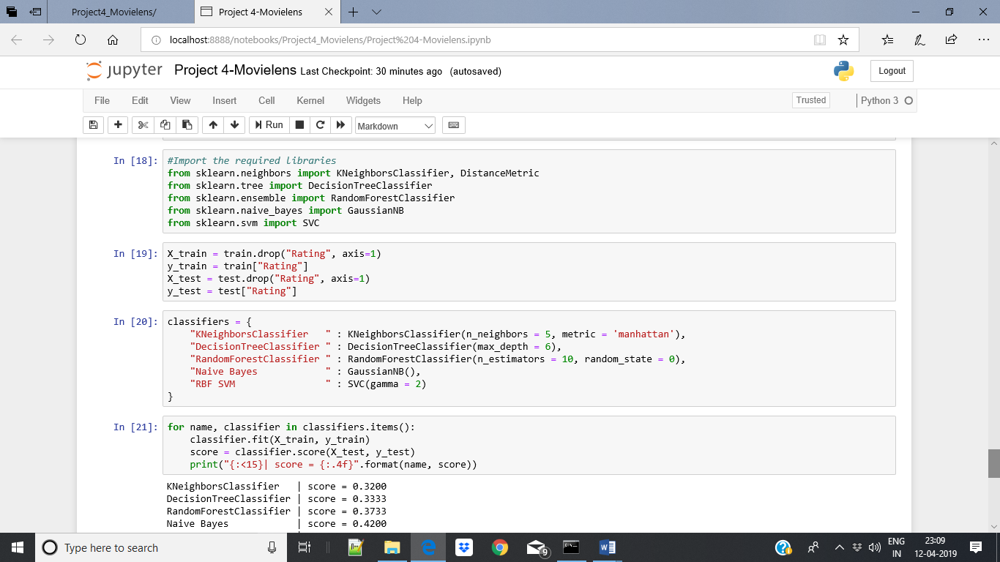 Project4_Movielens/
Project 4-Movielens
localhost:8888/notebooks/Project4_Movielens/Project%204-Movielens.ipynb
jupyter Project 4-Movielens Last Checkpoint: 30 minutes ago (autosaved)
Logout
File Edit View Insert Cell Kernel Widgets Help
Trusted
Python 3
Run
Markdown
In [18]: #Import the required libraries
from sklearn.neighbors import KNeighborsClassifier, DistanceMetric
from sklearn.tree import DecisionTreeClassifier
from sklearn.ensemble import RandomForestClassifier
from sklearn.naive_bayes import GaussianNB
from sklearn.svm import SVC
In [19]: X_train = train.drop("Rating", axis=1)
y_train = train["Rating"]
X_test = test.drop("Rating", axis=1)
y_test = test["Rating"]
In [20]: classifiers = {
"KNeighborsClassifier   " : KNeighborsClassifier(n_neighbors = 5, metric = 'manhattan'),
"DecisionTreeClassifier " : DecisionTreeClassifier(max_depth = 6),
"RandomForestClassifier " : RandomForestClassifier(n_estimators = 10, random_state = 0),
"Naive Bayes            " : GaussianNB(),
"RBF SVM                " : SVC(gamma = 2)
}
In [21]: for name, classifier in classifiers.items():
classifier.fit(X_train, y_train)
score = classifier.score(X_test, y_test)
print("{:<15}| score = {:.4f}".format(name, score))
KNeighborsClassifier   | score = 0.3200
DecisionTreeClassifier | score = 0.3333
RandomForestClassifier | score = 0.3733
Naive Bayes            | score = 0.4200
Type here to search
9
ENG
IN
23:09
12-04-2019